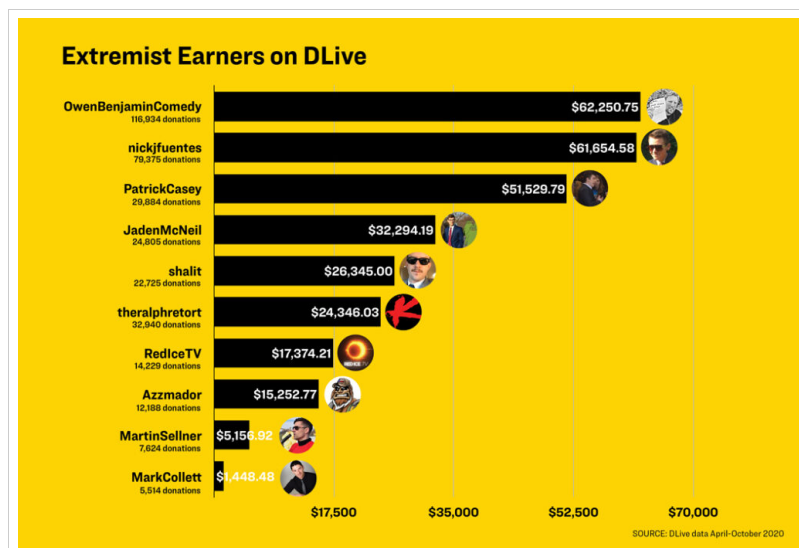 Extremist Earners on DLive
OwenBenjaminComedy
116,934 donations
$62,250.75
nickjfuentes
79,375 donations
$61,654.58
PatrickCasey
29,884 donations
$51,529.79
JadenMcNeil
24,805 donations
$32,294.19
shalit
22,725 donations
$26,345.00
theralphretort
32,940 donations
$24,346.03
RedIceTV
14,229 donations
$17,374.21
RED ICE
Azzmador
12,188 donations
$15,252.77
MartinSellner
7,624 donations
$5,156.92
MarkCollett
5,514 donations
$1,448.48
$17,500 $35,000 $52,500 $70,000
SOURCE: DLive data April-October 2020